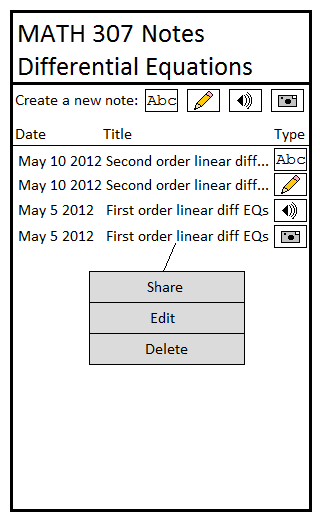 MATH 307 Notes
Differential Equations
Create a new note: Abc
Date Title Type
May 10 2012 Second order linear diff... Abc
May 10 2012 Second order linear diff...
May 5 2012 First order linear diff EQs
May 5 2012 First order linear diff EQs
Share
Edit
Delete